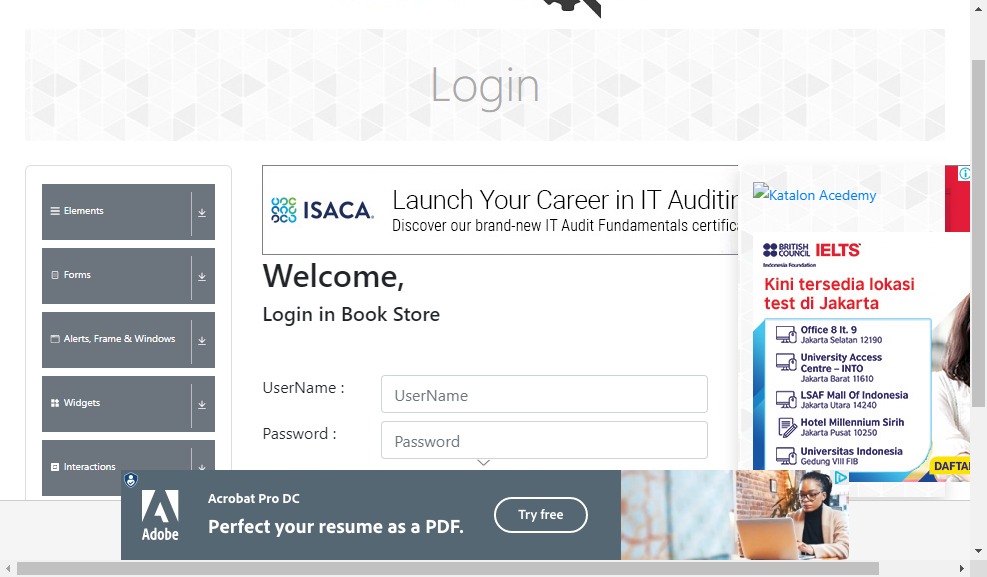 Login
Elements
Forms
Alerts, Frame & Windows
Widgets
Interactions
ISACA.
Launch Your Career in IT
Discover our brand-new IT Audit Fundamentals
Welcome,
Login in Book Store
UserName :
UserName
Password :
Password
Katalon Acedemy
BRITISH COUNCIL IELTS
Indonesia Foundation
Kini tersedia lokasi
test di Jakarta
Office 8 lt. 9
Jakarta Selatan 12190
University Access
Centre – INTO
Jakarta Barat 11610
LSAF Mall Of Indonesia
Jakarta Utara 14240
Hotel Millennium Sirih
Jakarta Pusat 10250
Universitas Indonesia
Gedung VIII FIB
Adobe
Acrobat Pro DC
Perfect your resume as a PDF.
Try free